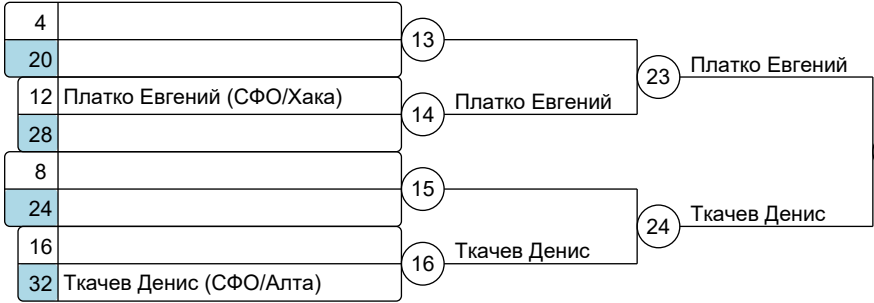 4
13
20
23 Платко Евгений
12 Платко Евгений (СФО/Хака)
14 Платко Евгений
28
8
15
24
24 Ткачев Денис
16
16 Ткачев Денис
32 Ткачев Денис (СФО/Алта)